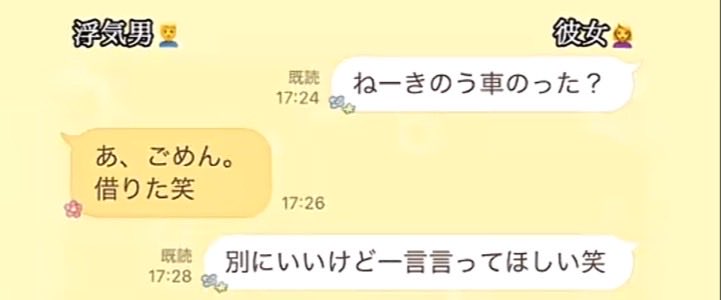 浮気男
彼女
ねーきのう車のった？
既読
17:24
あ、ごめん。
借りた笑
17:26
別にいいけど一言言ってほしい笑
既読
17:28